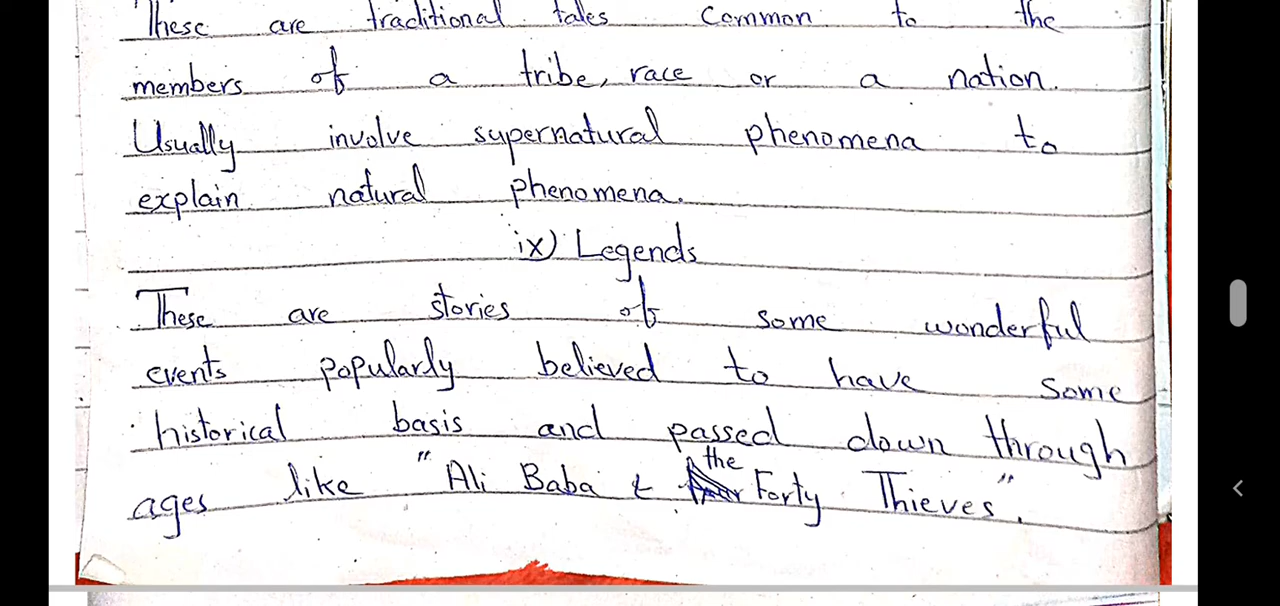 These are traditional tales common to the
members of a tribe, race or a nation.
Usually involve supernatural phenomena to
explain natural phenomena.
ix) Legends
These are stories of some wonderful
events popularly believed to have some
historical basis and passed down through
ages like "Ali Baba & the Forty Thieves".